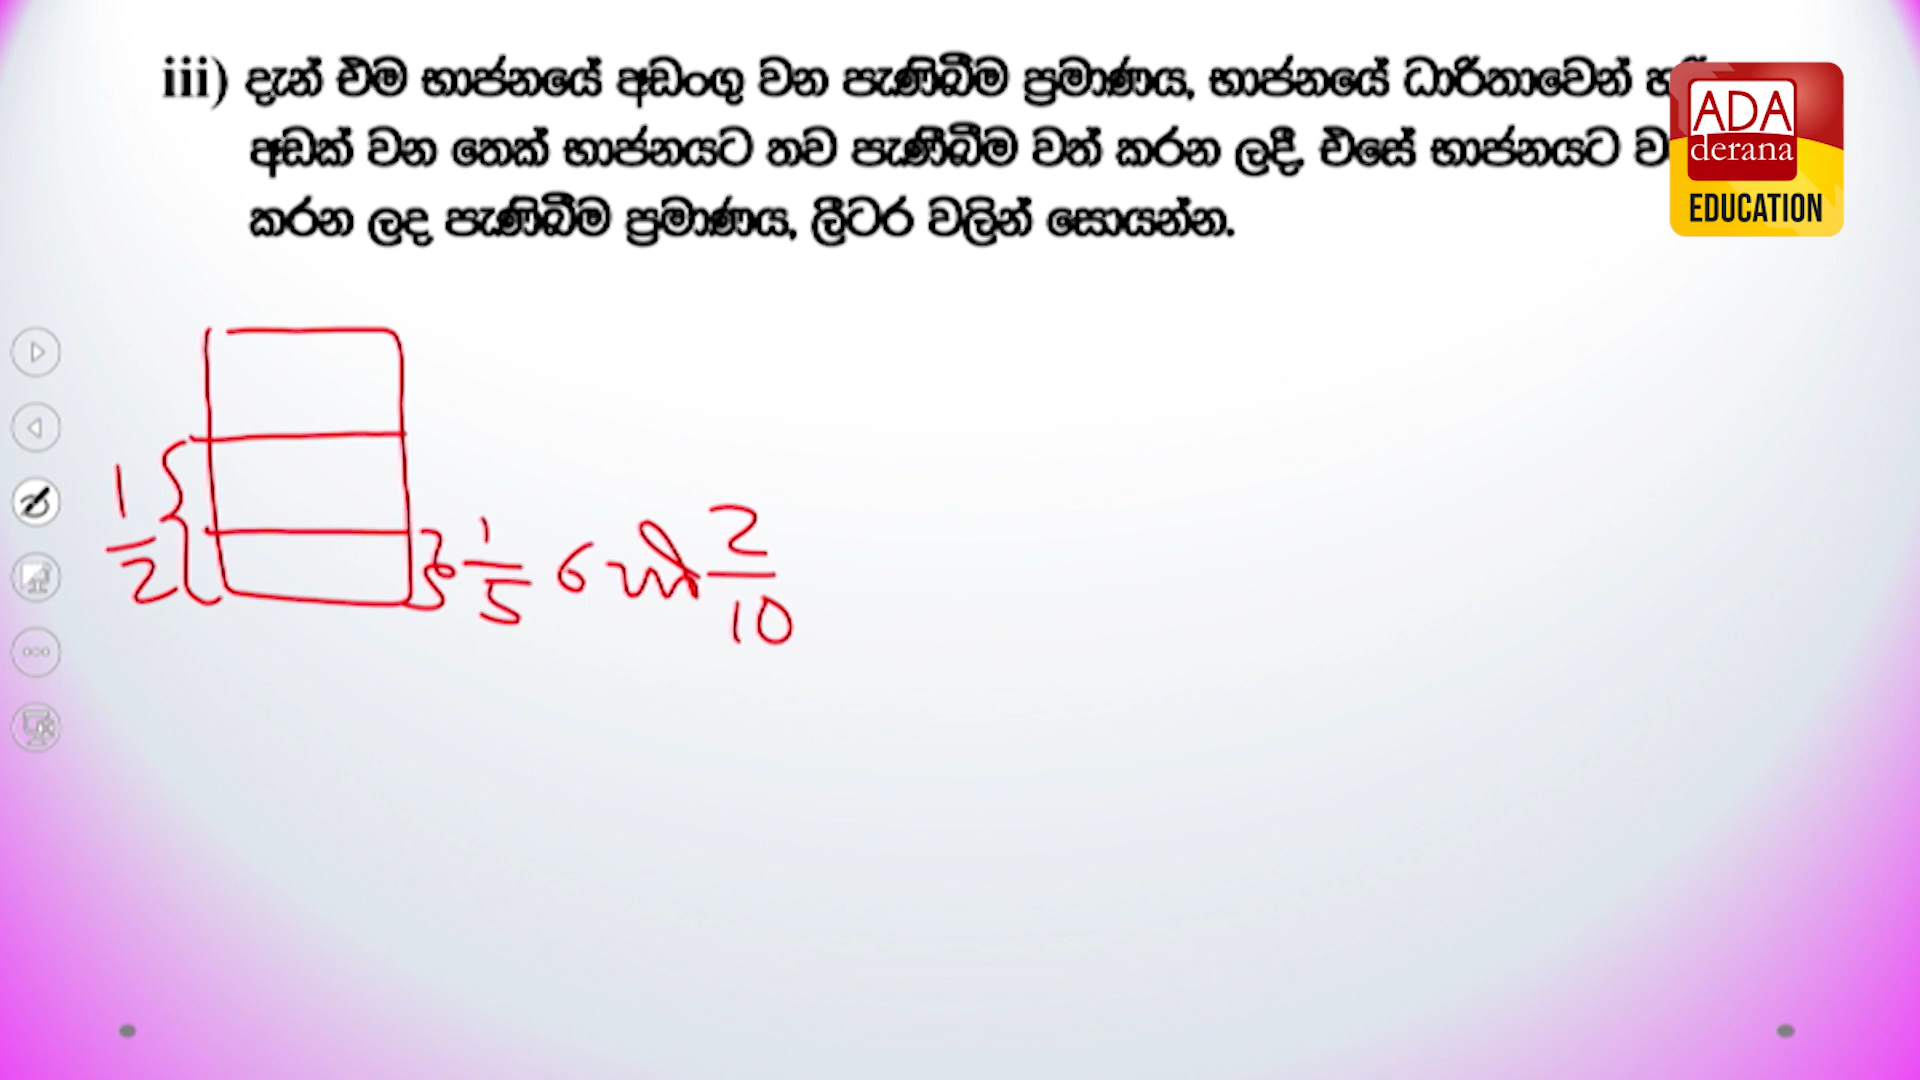 iii) දැන් එම භාජනයේ අඩංගු වන පැණිබීම ප්‍රමාණය, භාජනයේ ධාරිතාවෙන්
අඩක් වන තෙක් භාජනයට තව පැණිබීම වත් කරන ලදී. එසේ භාජනයට ව
කරන ලද පැණිබීම ප්‍රමාණය, ලීටර වලින් සොයන්න.
ADA
derana
EDUCATION
1/2
1/5 2/10